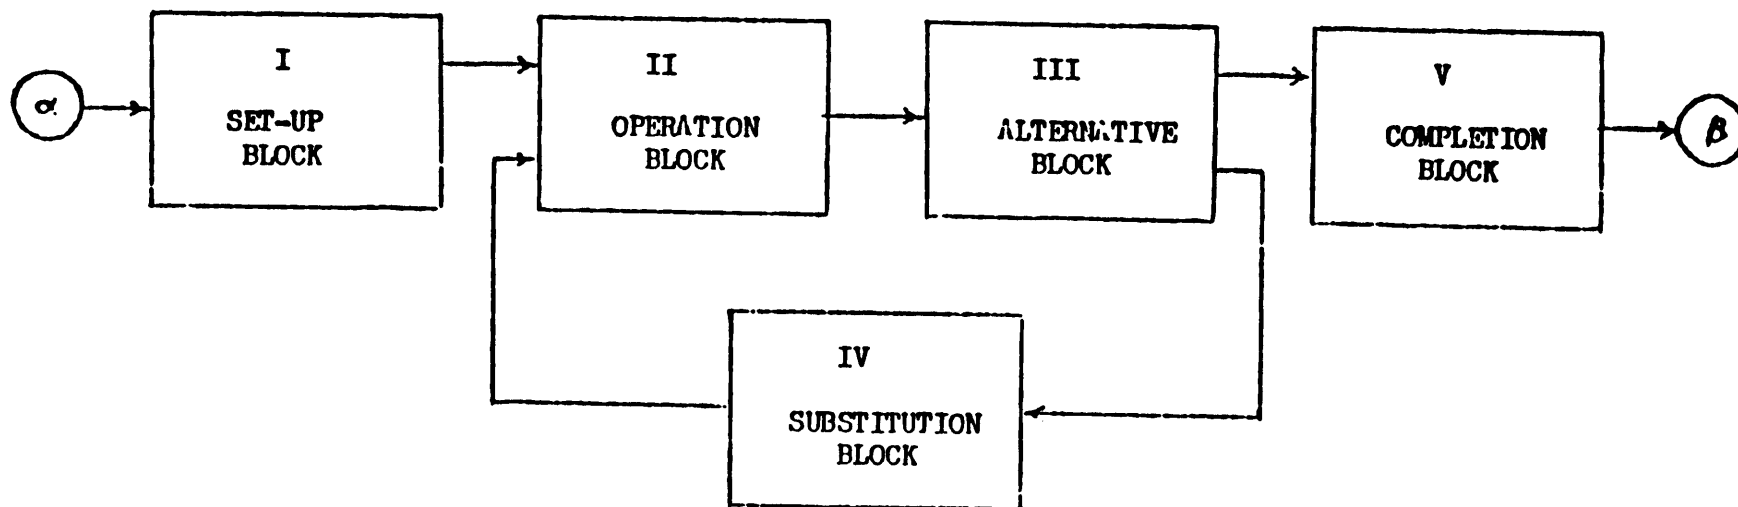 α
I
SET-UP
BLOCK
II
OPERATION
BLOCK
III
ALTERNATIVE
BLOCK
V
COMPLETION
BLOCK
β
IV
SUBSTITUTION
BLOCK